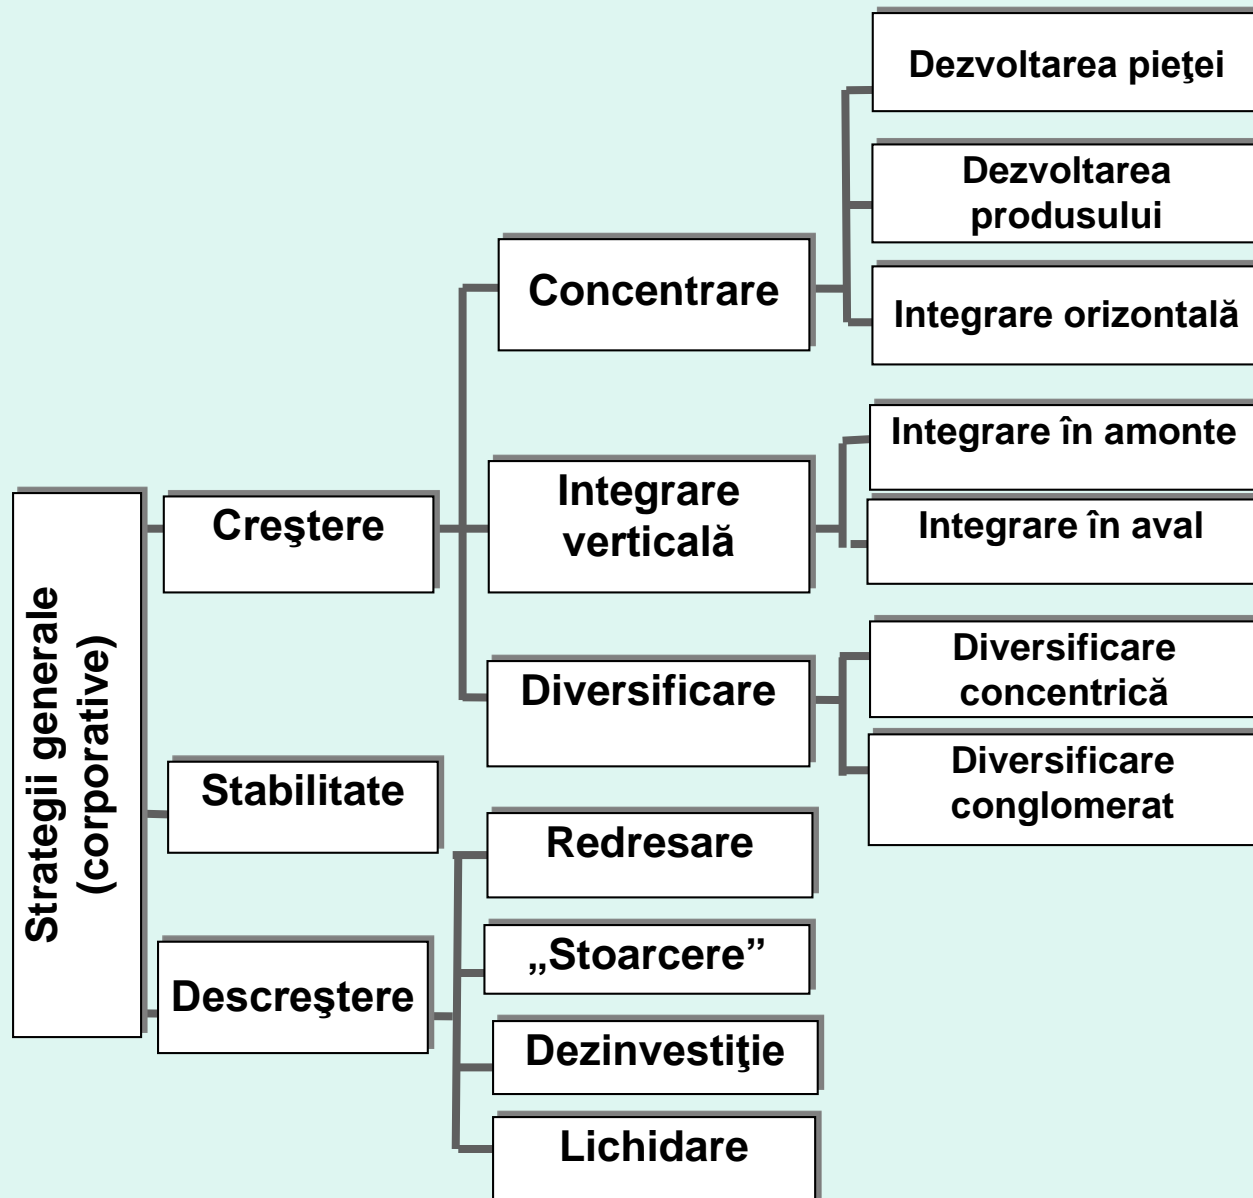 Strategii generale
(corporative)
Creştere
Concentrare
Dezvoltarea pieţei
Dezvoltarea
produsului
Integrare orizontală
Integrare
verticală
Integrare în amonte
Integrare în aval
Diversificare
Diversificare
concentrică
Diversificare
conglomerat
Stabilitate
Descreştere
Redresare
„Stoarcere”
Dezinvestiţie
Lichidare